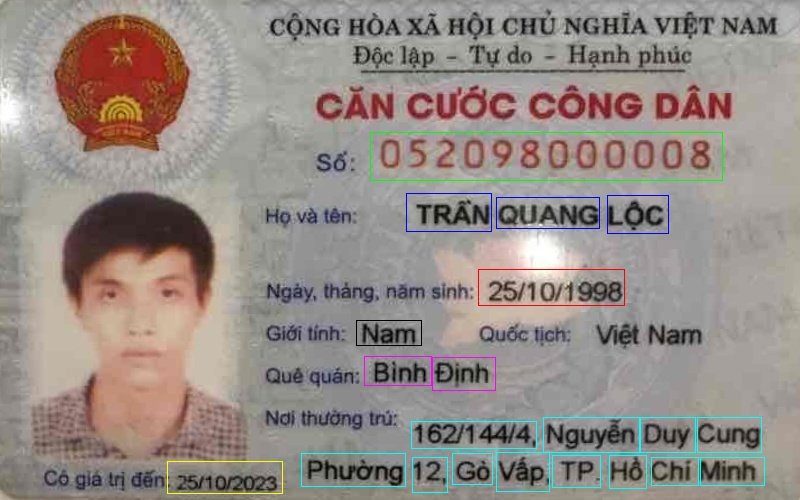 CỘNG HÒA XÃ HỘI CHỦ NGHĨA VIỆT NAM
Độc lập - Tự do - Hạnh phúc
CĂN CƯỚC CÔNG DÂN
Số: 052098000008
Họ và tên: TRẦN QUANG LỘC
Ngày, tháng, năm sinh: 25/10/1998
Giới tính: Nam Quốc tịch: Việt Nam
Quê quán: Bình Định
Nơi thường trú: 162/144/4, Nguyễn Duy Cung
Có giá trị đến: 25/10/2023 Phường 12, Gò Vấp, TP. Hồ Chí Minh